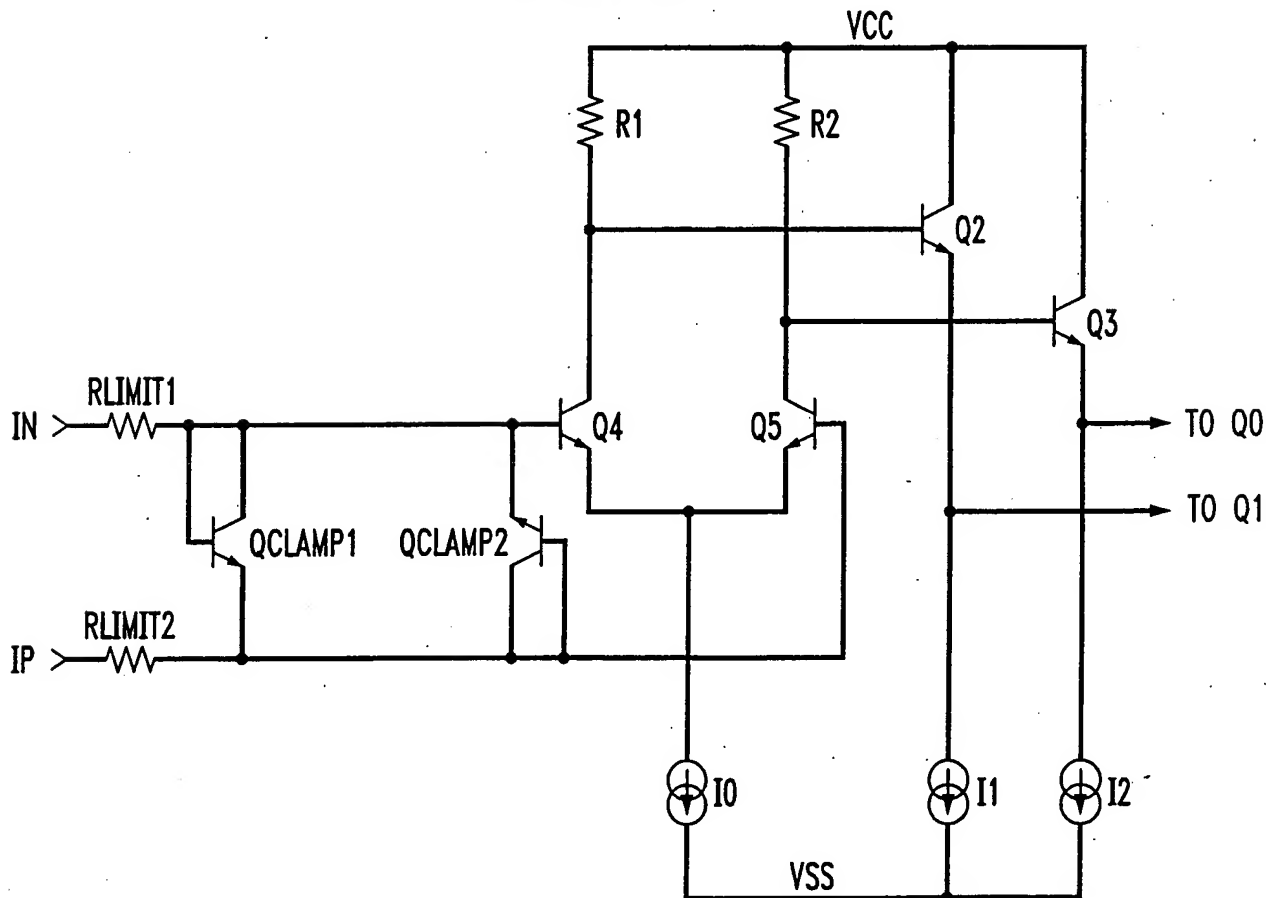 VCC
R1
R2
Q2
Q3
RLIMIT1
IN
Q4
Q5
TO Q0
TO Q1
QCLAMP1
QCLAMP2
RLIMIT2
IP
I0
I1
I2
VSS